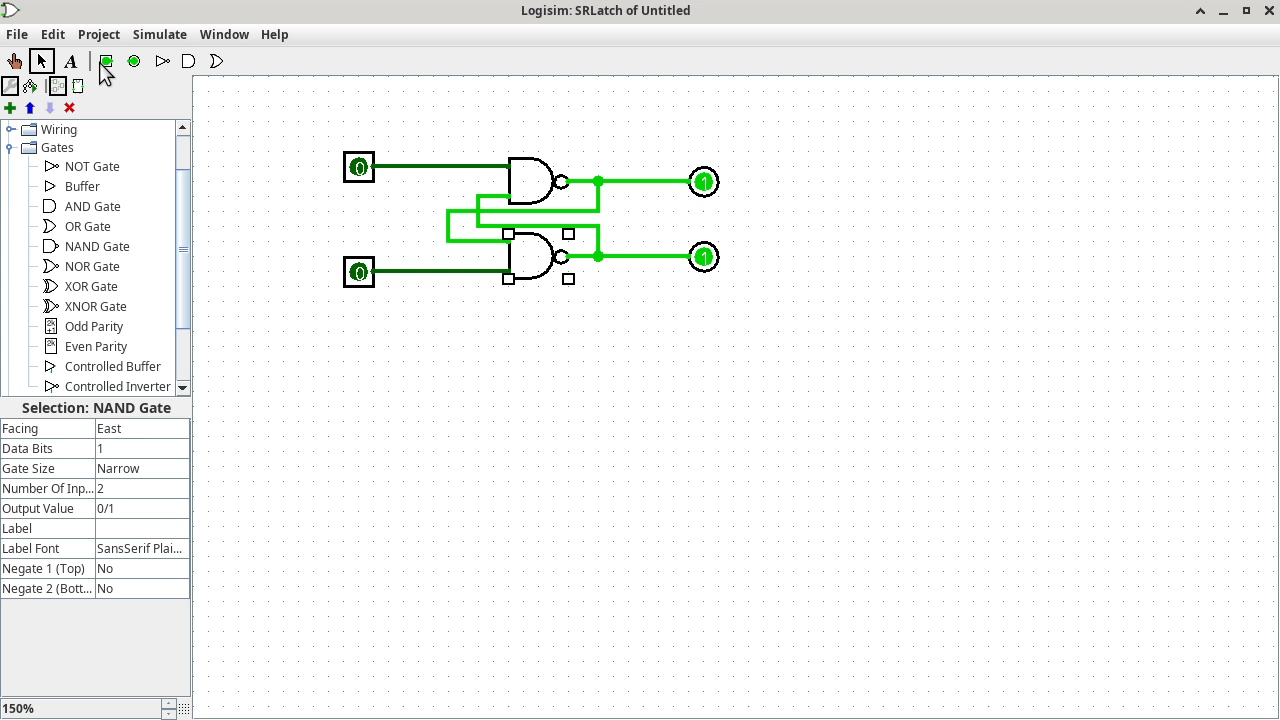 Logisim: SRLatch of Untitled
File Edit Project Simulate Window Help
A
Wiring
Gates
NOT Gate
Buffer
AND Gate
OR Gate
NAND Gate
NOR Gate
XOR Gate
XNOR Gate
Odd Parity
Even Parity
Controlled Buffer
Controlled Inverter
0
1
0
1
Selection: NAND Gate
Facing East
Data Bits 1
Gate Size Narrow
Number Of Inp... 2
Output Value 0/1
Label
Label Font SansSerif Plai...
Negate 1 (Top) No
Negate 2 (Bott... No
150%